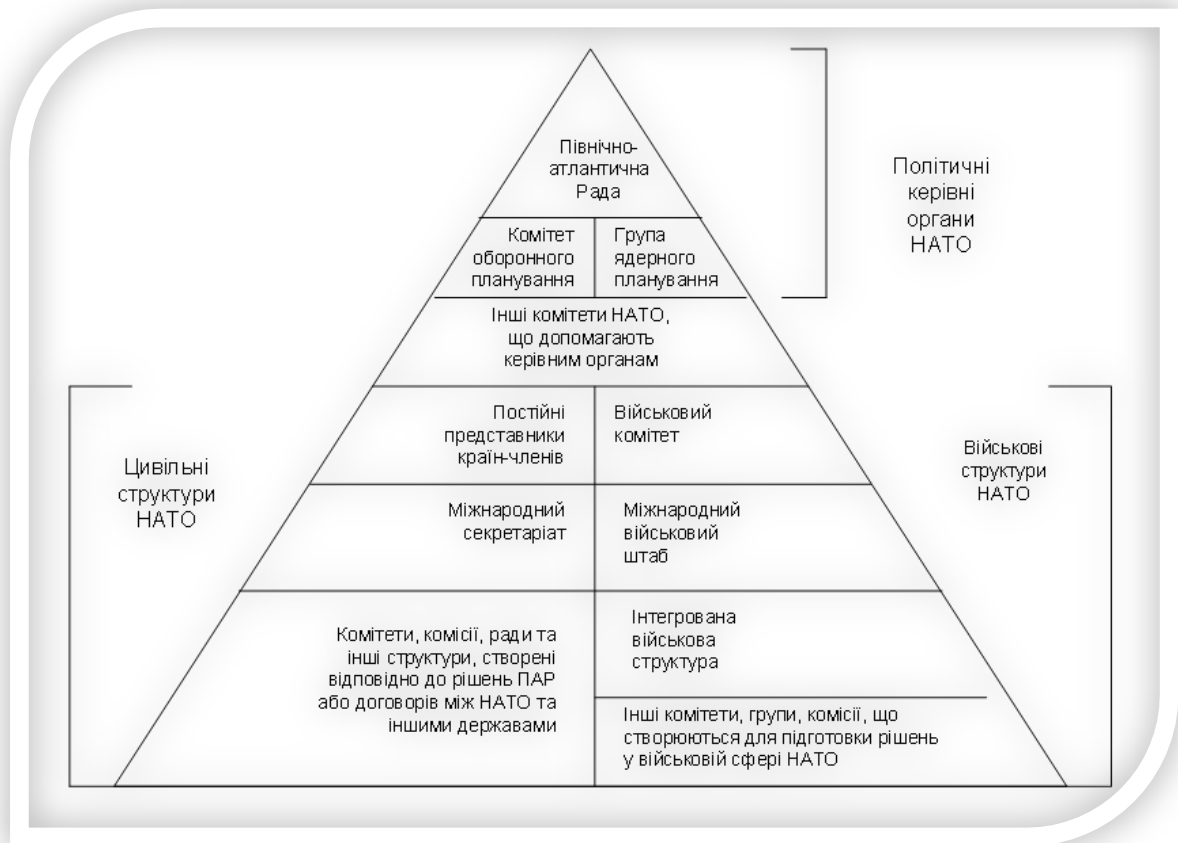 Північно-
атлантична
Рада
Політичні
керівні
органи
НАТО
Комітет
оборонного
планування
Група
ядерного
планування
Інші комітети НАТО,
що допомагають
керівним органам
Цивільні
структури
НАТО
Постійні
представники
країн-членів
Військовий
комітет
Військові
структури
НАТО
Міжнародний
секретаріат
Міжнародний
військовий
штаб
Комітети, комісії, ради та
інші структури, створені
відповідно до рішень ПАР
або договорів між НАТО та
іншими державами
Інтегрована
військова
структура
Інші комітети, групи, комісії, що
створюються для підготовки рішень
у військовій сфері НАТО